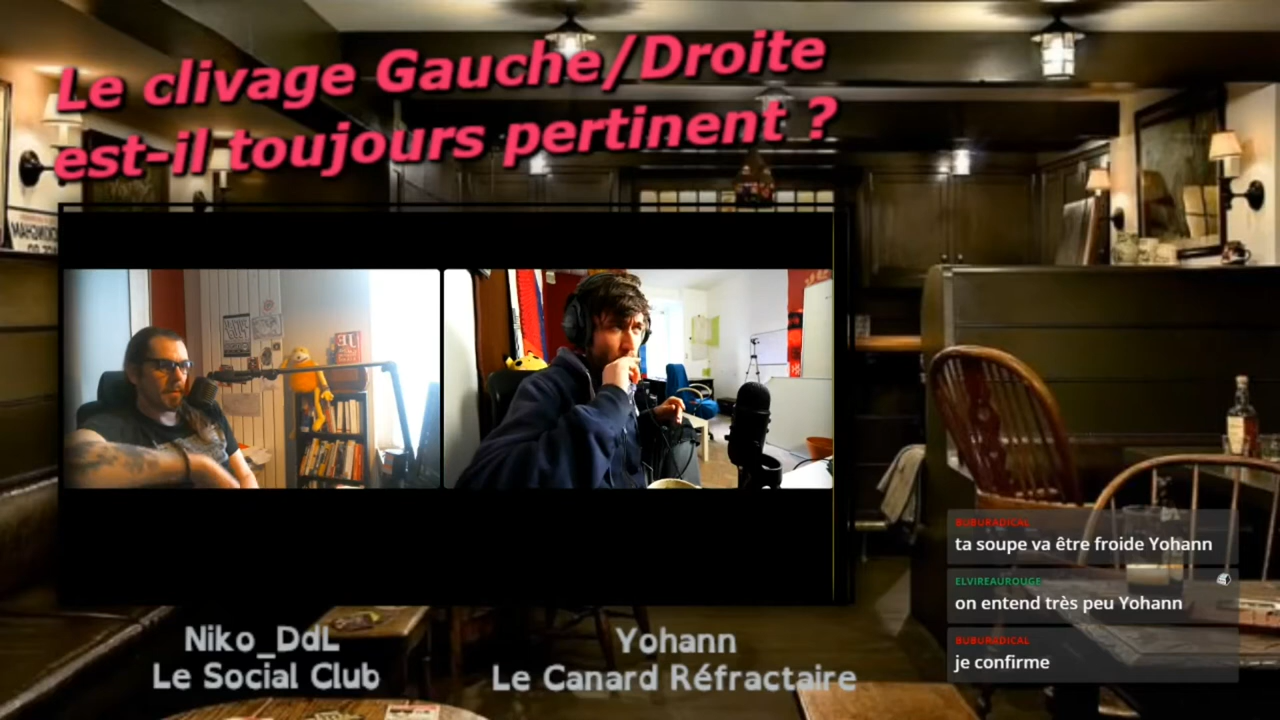 Le clivage Gauche/Droite
est-il toujours pertinent ?
JE
Niko_DdL
Le Social Club
Yohann
Le Canard Réfractaire
BUBURADICAL
ta soupe va être froide Yohann
ELVIREAUROUGE
on entend très peu Yohann
BUBURADICAL
je confirme